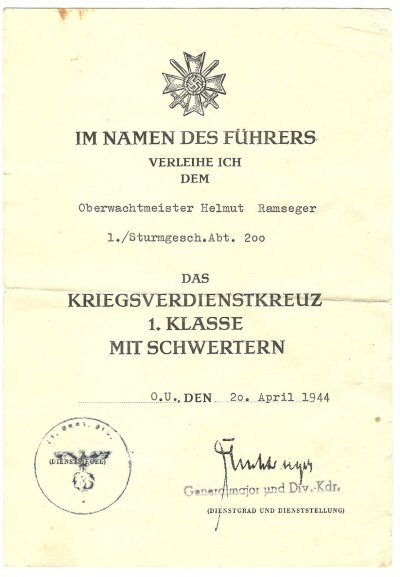 IM NAMEN DES FÜHRERS
VERLEIHE ICH
DEM
Oberwachtmeister Helmut Ramseger
1./Sturmgesch.Abt. 2oo
DAS
KRIEGSVERDIENSTKREUZ
1. KLASSE
MIT SCHWERTERN
O.U., DEN 2o. April 1944
(DIENSTSIEGEL)
Generalmajor und Div.-Kdr.
(DIENSTGRAD UND DIENSTSTELLUNG)